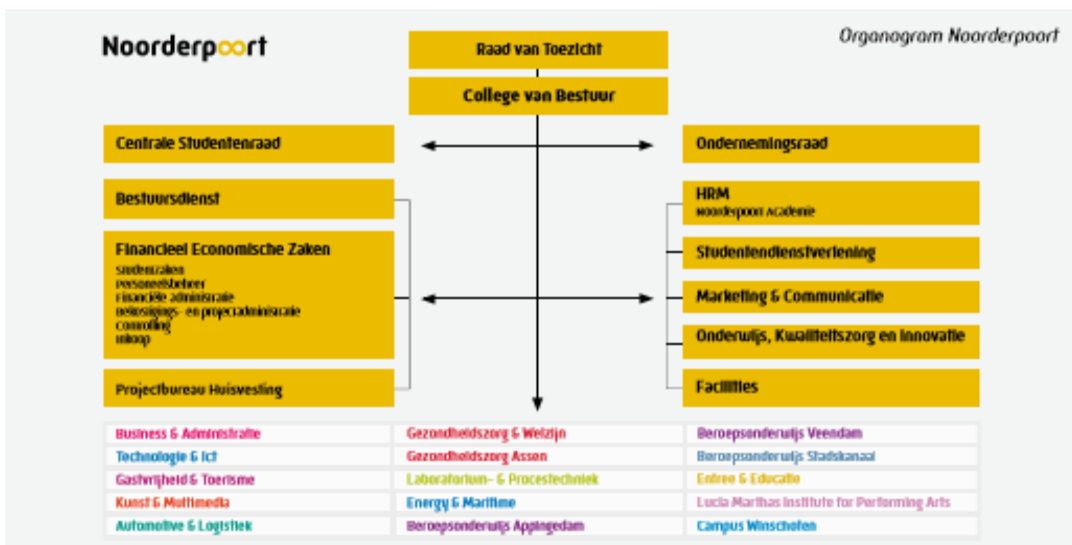 Noorderpoort
Organogram Noorderpoort
Raad van Toezicht
College van Bestuur
Centrale Studentenraad
Ondernemingsraad
Bestuursdienst
HRM
Noorderpoort Academie
Financieel Economische Zaken
Studentzaken
Personeelsbeheer
Financiële administratie
Bekostigings- en projectadministratie
Controlling
Inkoop
Studentendienstverlening
Marketing & Communicatie
Onderwijs, Kwaliteitszorg en Innovatie
Projectbureau Huisvesting
Facilities
Business & Administratie
Gezondheidszorg & Welzijn
Beroepsonderwijs Veendam
Technologie & Ict
Gezondheidszorg Assen
Beroepsonderwijs Stadskanaal
Gastvrijheid & Toerisme
Laboratorium- & Procestechniek
Entree & Educatie
Kunst & Multimedia
Energy & Maritime
Lucia Marthas Institute for Performing Arts
Automotive & Logistiek
Beroepsonderwijs Appingedam
Campus Winschoten